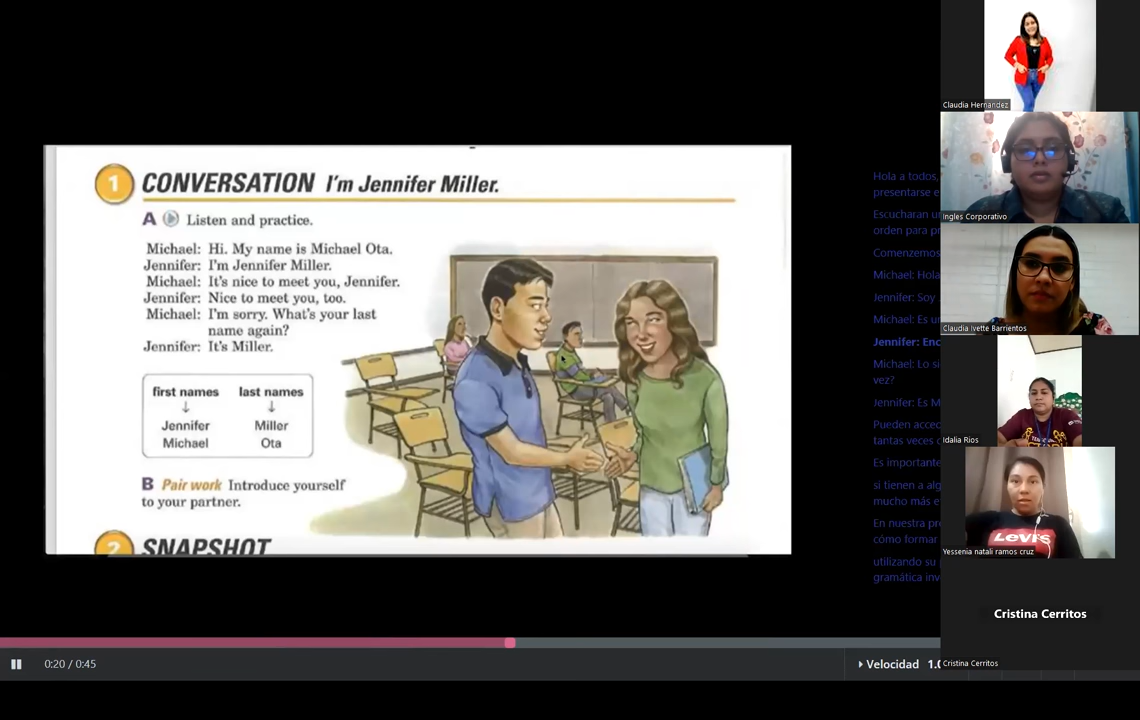 1 CONVERSATION I'm Jennifer Miller.
A Listen and practice.
Michael: Hi. My name is Michael Ota.
Jennifer: I'm Jennifer Miller.
Michael: It's nice to meet you, Jennifer.
Jennifer: Nice to meet you, too.
Michael: I'm sorry. What's your last
name again?
Jennifer: It's Miller.
first names last names
↓ ↓
Jennifer Miller
Michael Ota
B Pair work Introduce yourself
to your partner.
2 SNAPSHOT
Hola a todos,
presentarse
Escucharan
orden para
Comenzemos
Michael: Hola
Jennifer: Soy
Michael: Es
Jennifer:
Michael: Lo
vez?
Jennifer: Es
Pueden
tantas veces
Es importante
si tienen a
mucho más
En nuestra
cómo formar
utilizando su
gramática
0:20 / 0:45
Velocidad
Claudia Hernandez
Ingles Corporativo
Claudia Ivette Barrientos
Idalia Rios
LEVI'S
Yessenia natali ramos cruz
Cristina Cerritos
Cristina Cerritos